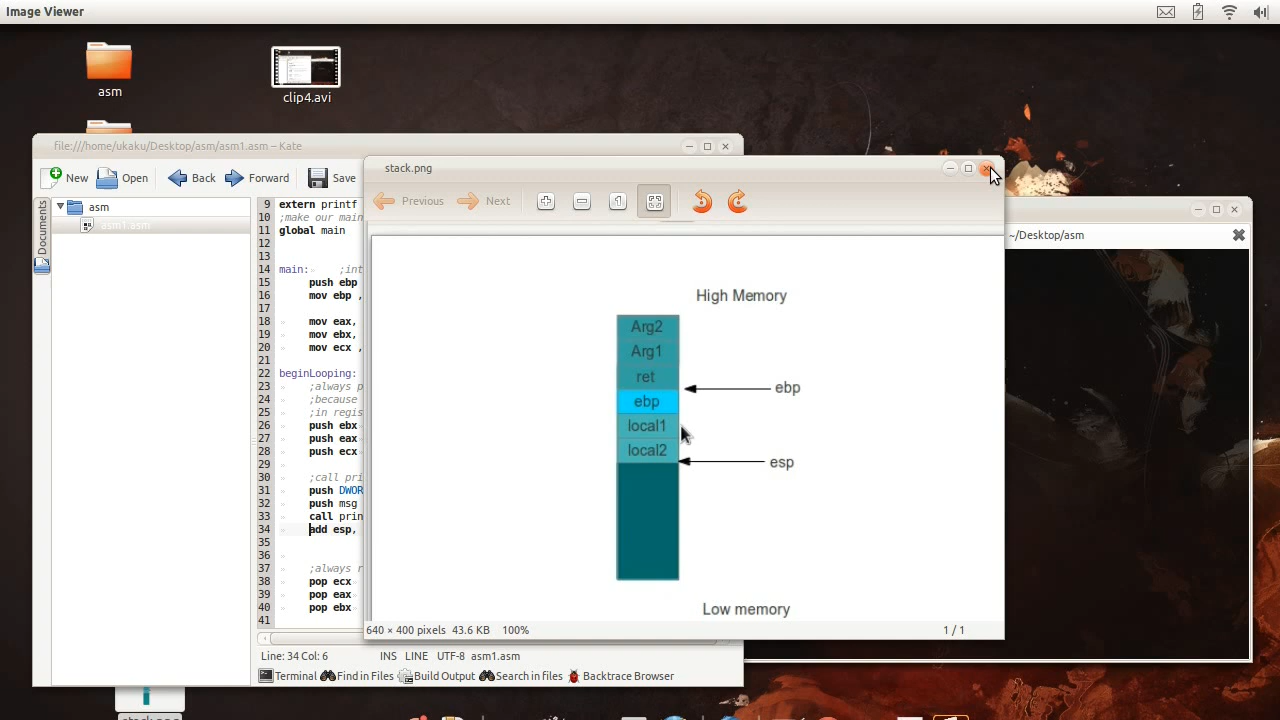 Image Viewer
asm
clip4.avi
file:///home/ukaku/Desktop/asm/asm1.asm – Kate
New
Open
Back
Forward
Save
Documents
asm
asm1.asm
9 extern printf
10 ;make our main
11 global main
12
13
14 main: ;int
15 push ebp
16 mov ebp ,
17
18 mov eax,
19 mov ebx,
20 mov ecx ,
21
22 beginLooping:
23 ;always p
24 ;because
25 ;in regis
26 push ebx
27 push eax
28 push ecx
29
30 ;call pri
31 push DWOR
32 push msg
33 call prin
34 add esp,
35
36
37 ;always r
38 pop ecx
39 pop eax
40 pop ebx
41
Line: 34 Col: 6 INS LINE UTF-8 asm1.asm
Terminal Find in Files Build Output Search in files Backtrace Browser
stack.png
Previous Next
High Memory
Arg2
Arg1
ret
ebp
ebp
local1
local2
esp
Low memory
640 × 400 pixels 43.6 KB 100% 1 / 1
~/Desktop/asm
stack.png